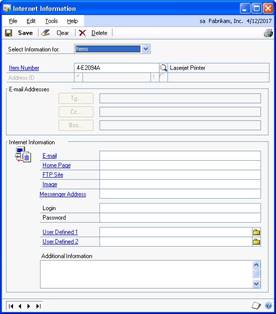 Internet Information
File Edit Tools Help sa Fabrikam, Inc. 4/12/2017
Save Clear Delete
Select Information for: Items
Item Number 4-E2094A Laserjet Printer
Address ID
E-mail Addresses
To...
Cc...
Bcc...
Internet Information
E-mail
Home Page
FTP Site
Image
Messenger Address
Login
Password
User Defined 1
User Defined 2
Additional Information